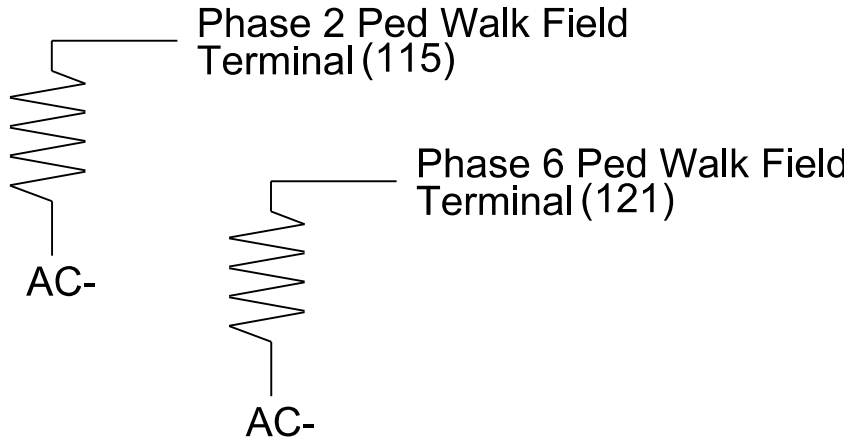 Phase 2 Ped Walk Field
Terminal (115)
AC-
Phase 6 Ped Walk Field
Terminal (121)
AC-